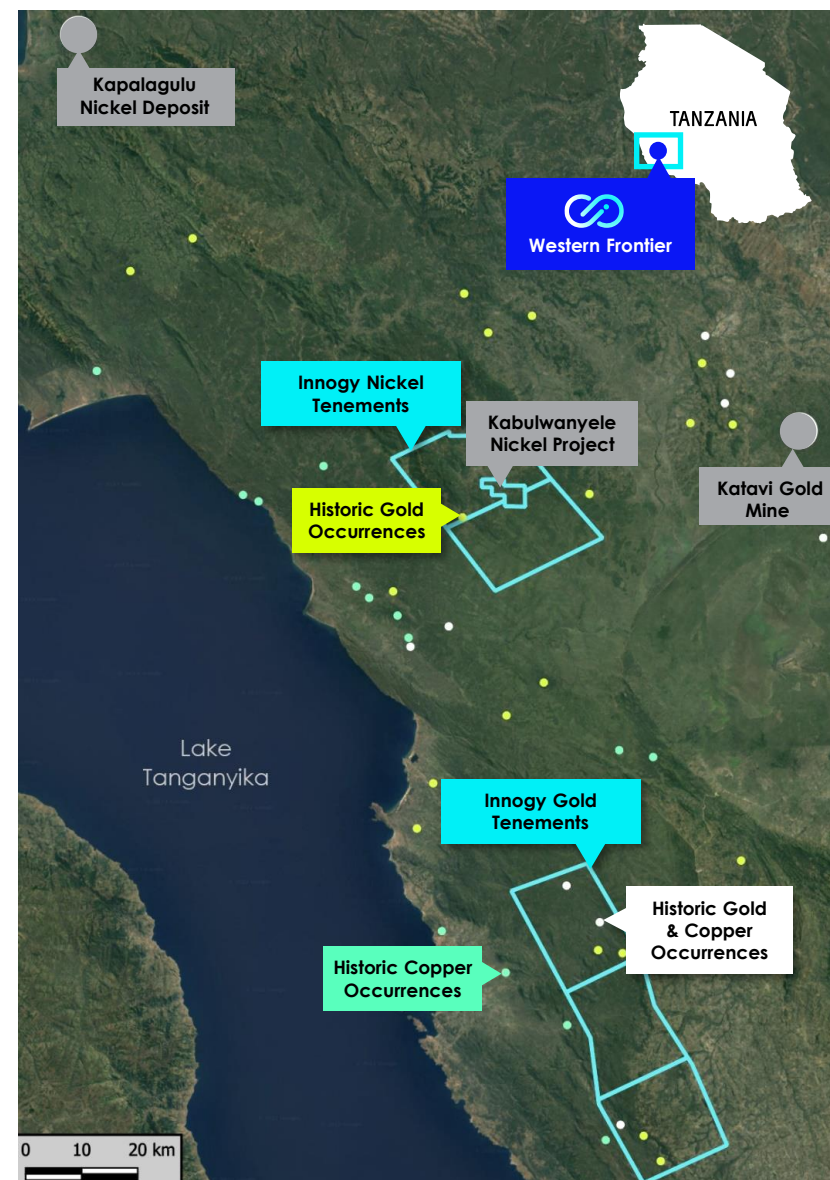 Kapalagulu
Nickel Deposit
TANZANIA
Western Frontier
Innogy Nickel
Tenements
Kabulwanyele
Nickel Project
Katavi Gold
Mine
Historic Gold
Occurrences
Lake
Tanganyika
Innogy Gold
Tenements
Historic Gold
& Copper
Occurrences
Historic Copper
Occurrences
0 10 20 km